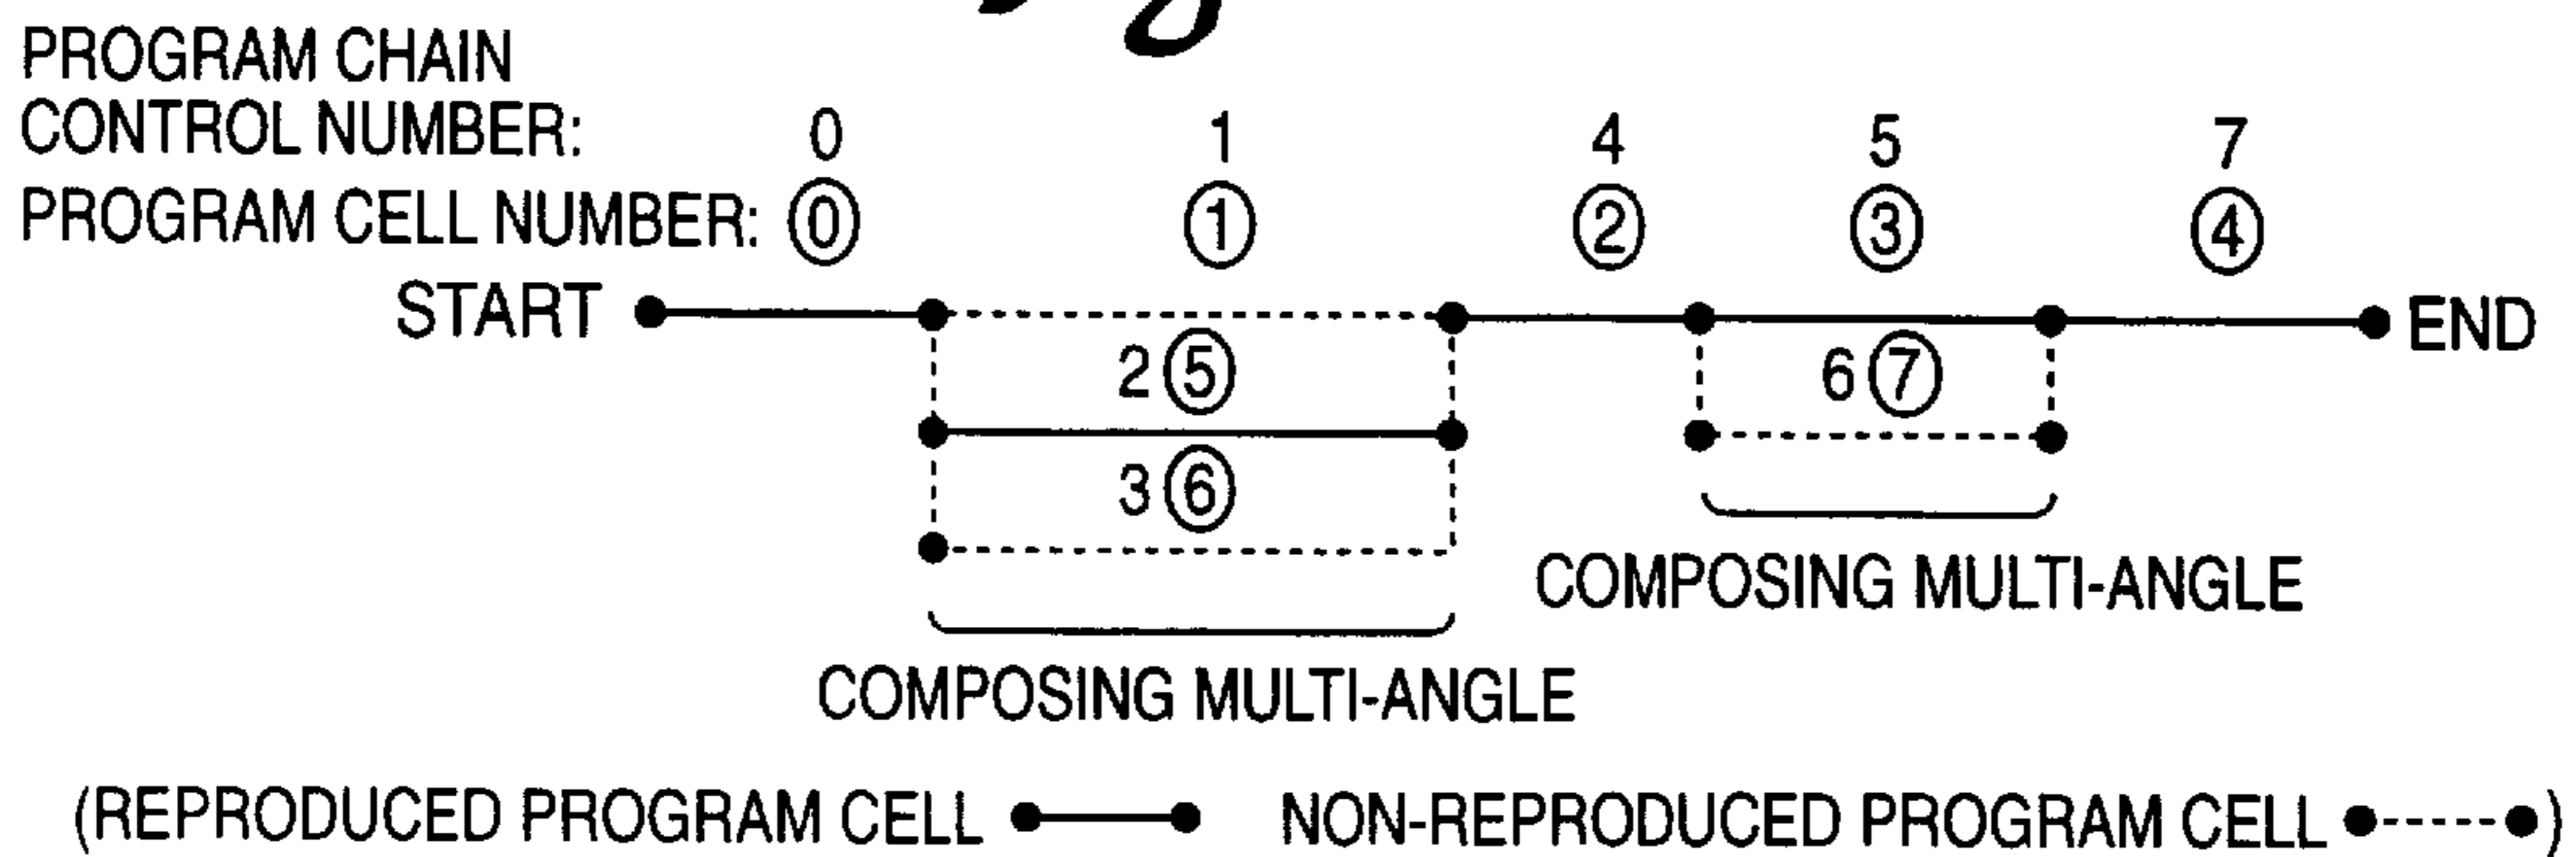 PROGRAM CHAIN
CONTROL NUMBER: 0 1 4 5 7
PROGRAM CELL NUMBER: ⓪ ① ② ③ ④
START END
2⑤ 6⑦
3⑥
COMPOSING MULTI-ANGLE
COMPOSING MULTI-ANGLE
(REPRODUCED PROGRAM CELL NON-REPRODUCED PROGRAM CELL )